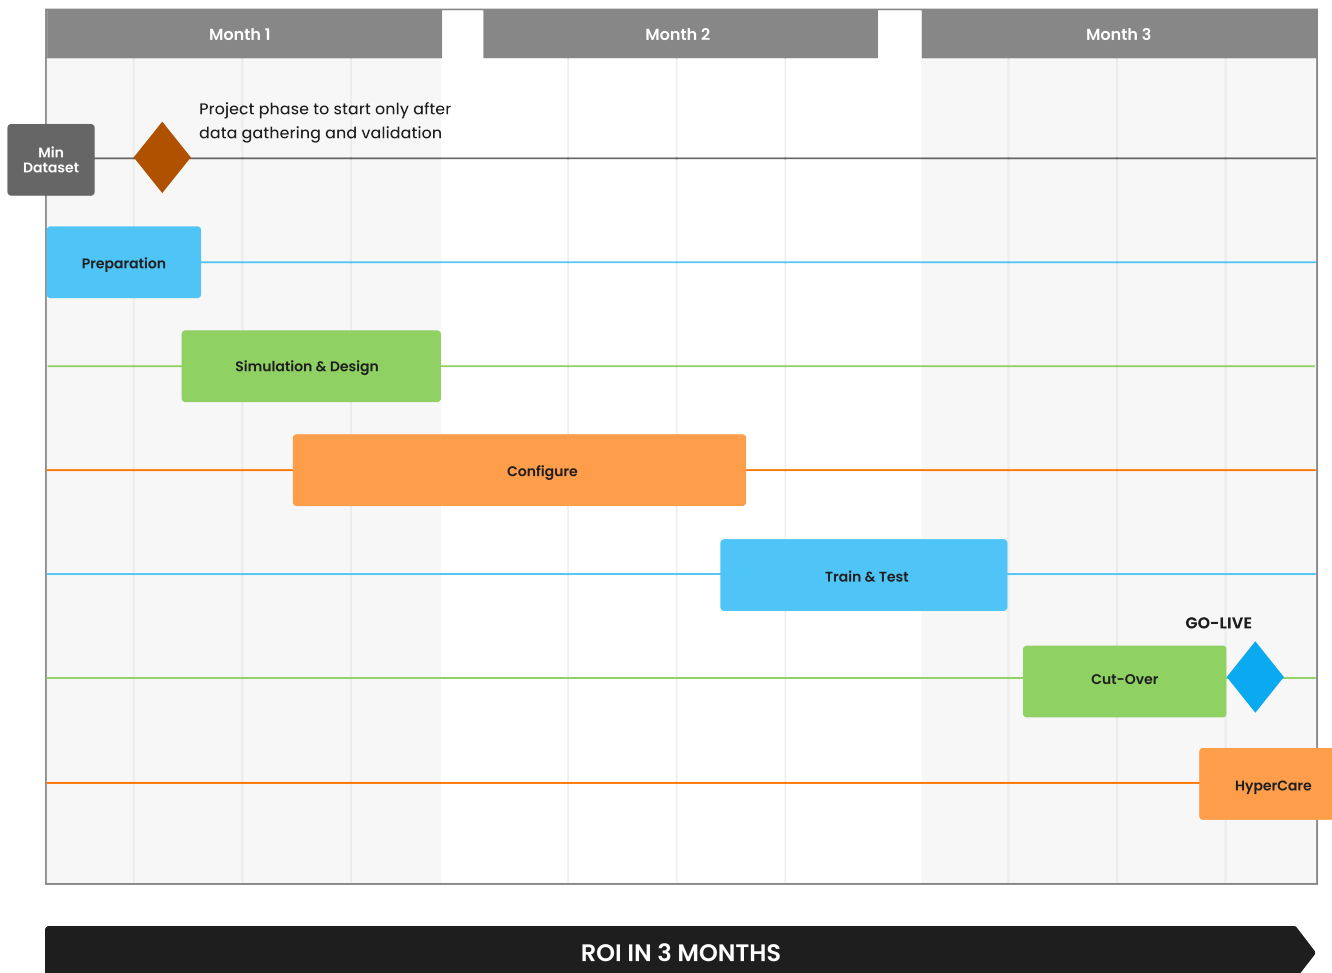 Month 1
Month 2
Month 3
Project phase to start only after
data gathering and validation
Min
Dataset
Preparation
Simulation & Design
Configure
Train & Test
GO-LIVE
Cut-Over
HyperCare
ROI IN 3 MONTHS